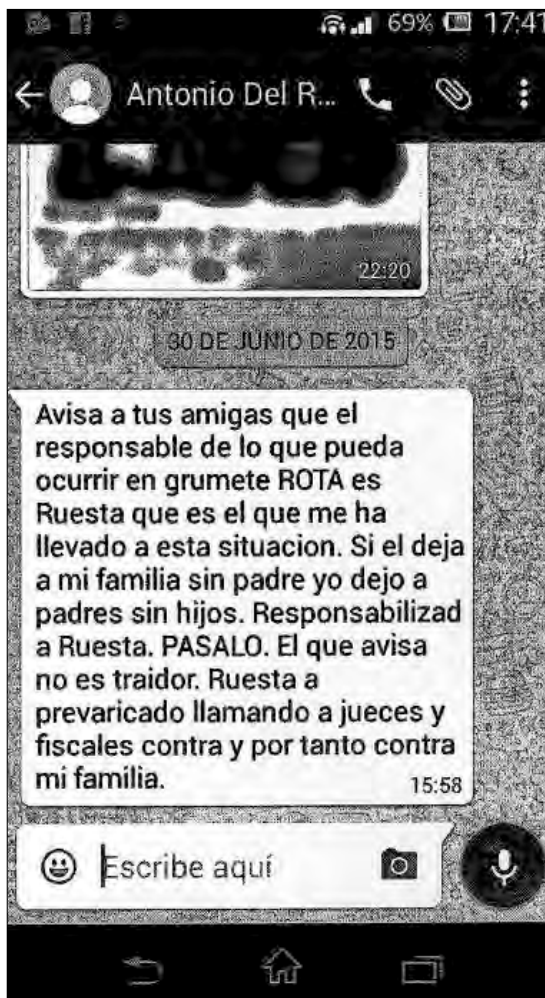 69% 17:41
Antonio Del R...
22:20
30 DE JUNIO DE 2015
Avisa a tus amigas que el
responsable de lo que pueda
ocurrir en grumete ROTA es
Ruesta que es el que me ha
llevado a esta situacion. Si el deja
a mi familia sin padre yo dejo a
padres sin hijos. Responsabilizad
a Ruesta. PASALO. El que avisa
no es traidor. Ruesta a
prevaricado llamando a jueces y
fiscales contra y por tanto contra
mi familia.
15:58
Escribe aquí